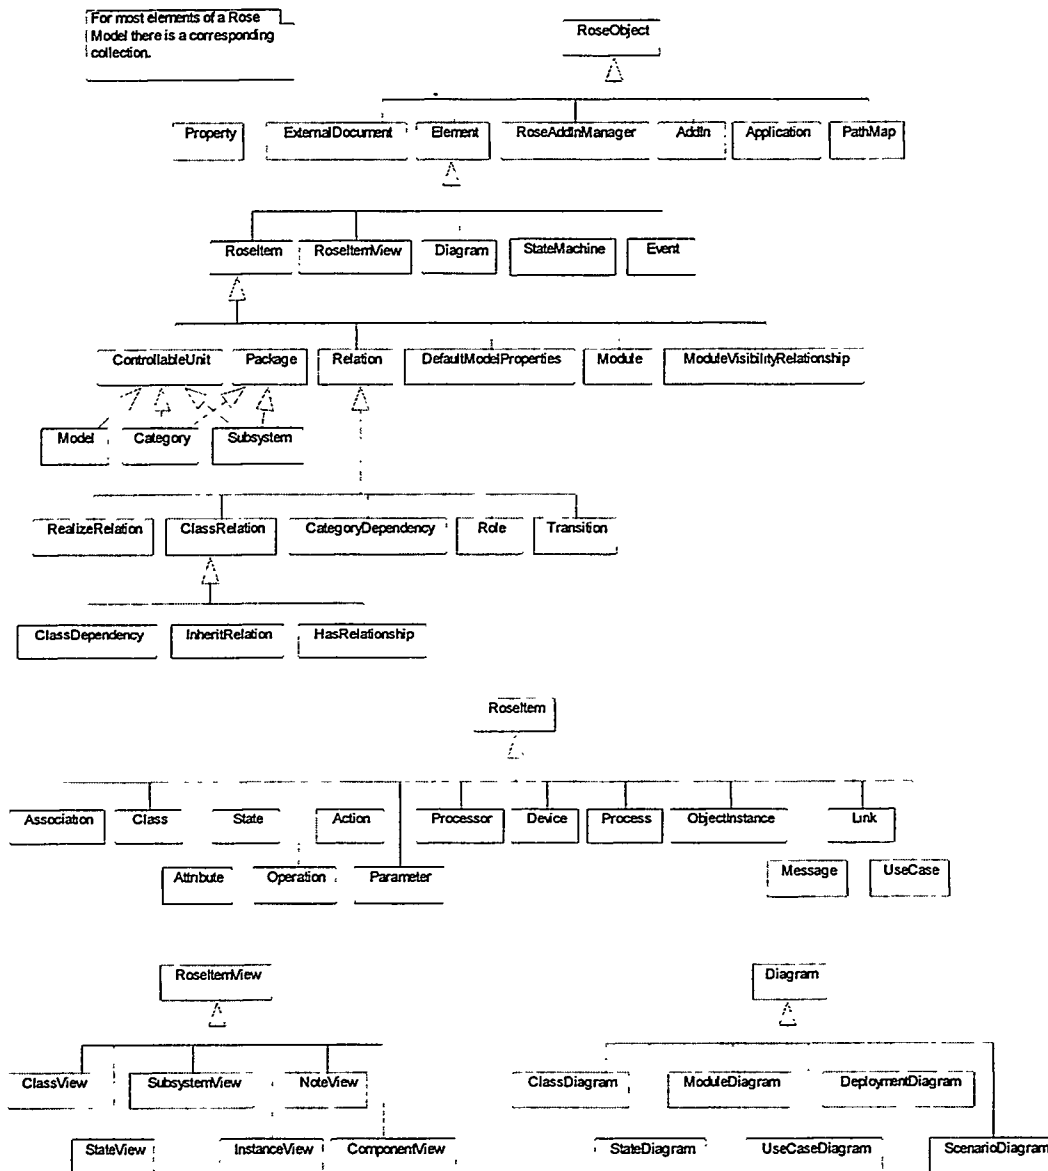 For most elements of a Rose
Model there is a corresponding
collection.
RoseObject
Property
ExternalDocument
Element
RoseAddInManager
AddIn
Application
PathMap
RoseItem
RoseItemView
Diagram
StateMachine
Event
ControllableUnit
Package
Relation
DefaultModelProperties
Module
ModuleVisibilityRelationship
Model
Category
Subsystem
RealizeRelation
ClassRelation
CategoryDependency
Role
Transition
ClassDependency
InheritRelation
HasRelationship
RoseItem
Association
Class
State
Action
Processor
Device
Process
ObjectInstance
Link
Attribute
Operation
Parameter
Message
UseCase
RoseItemView
Diagram
ClassView
SubsystemView
NoteView
ClassDiagram
ModuleDiagram
DeploymentDiagram
StateView
InstanceView
ComponentView
StateDiagram
UseCaseDiagram
ScenarioDiagram